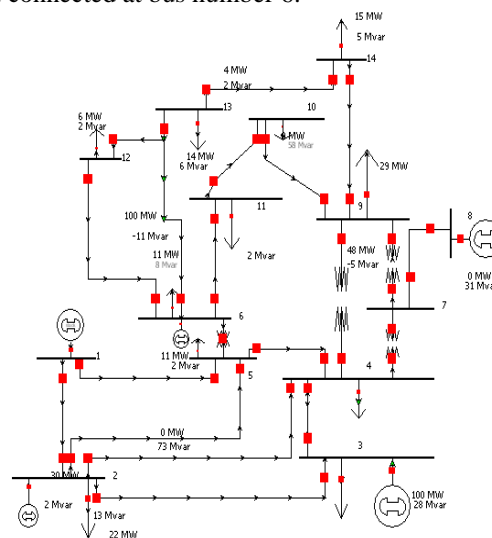 connected at bus number 6.
15 MW
5 Mvar
14
4 MW
2 Mvar
13
10
6 MW
2 Mvar
MW
58 Mvar
12
14 MW
6 Mvar
29 MW
11
9
8
100 MW
-11 Mvar
48 MW
-5 Mvar
2 Mvar
11 MW
8 Mvar
0 MW
31 Mvar
6
7
11 MW
2 Mvar
1
5
4
0 MW
73 Mvar
3
30 MW
2
2 Mvar
13 Mvar
100 MW
28 Mvar
22 MW